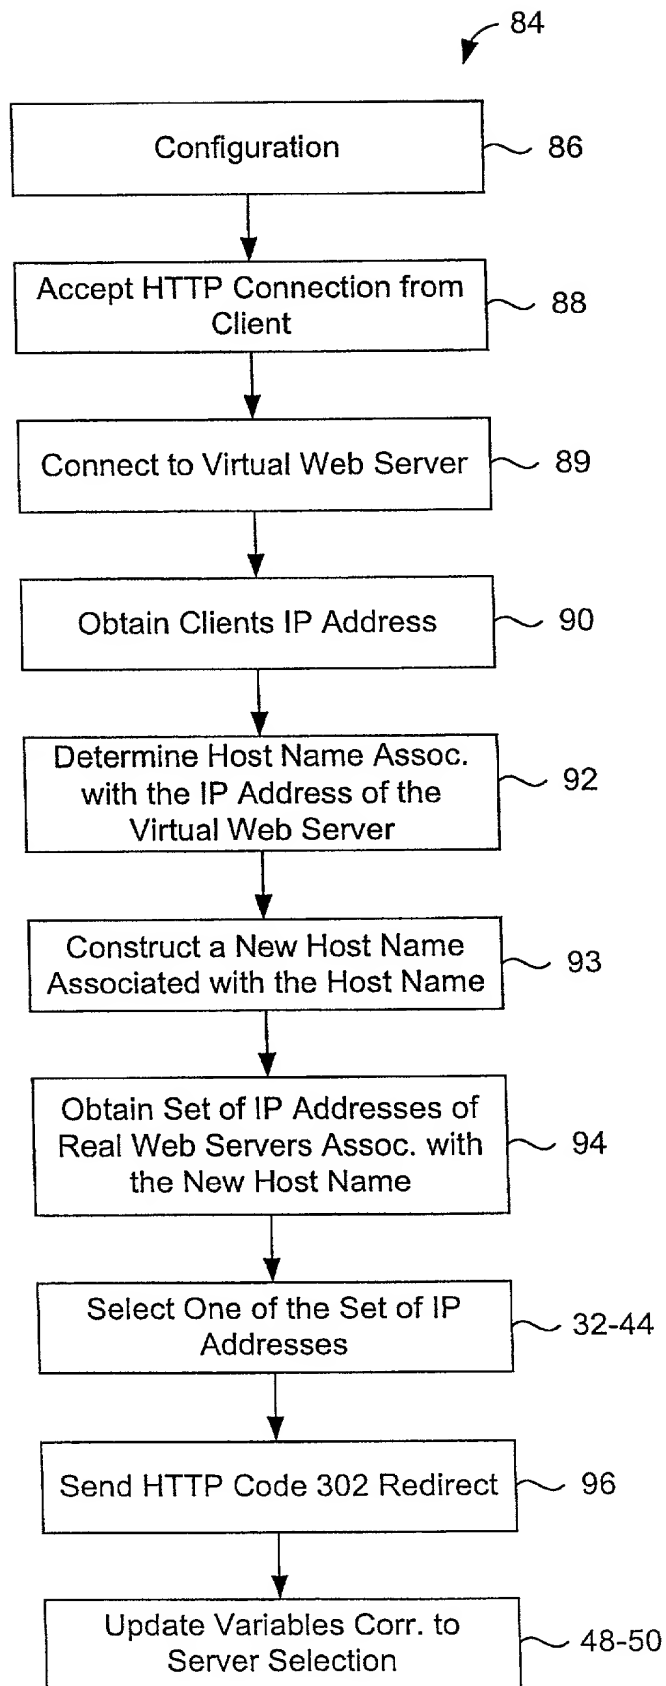 84
Configuration
86
Accept HTTP Connection from
Client
88
Connect to Virtual Web Server
89
Obtain Clients IP Address
90
Determine Host Name Assoc.
with the IP Address of the
Virtual Web Server
92
Construct a New Host Name
Associated with the Host Name
93
Obtain Set of IP Addresses of
Real Web Servers Assoc. with
the New Host Name
94
Select One of the Set of IP
Addresses
32-44
Send HTTP Code 302 Redirect
96
Update Variables Corr. to
Server Selection
48-50